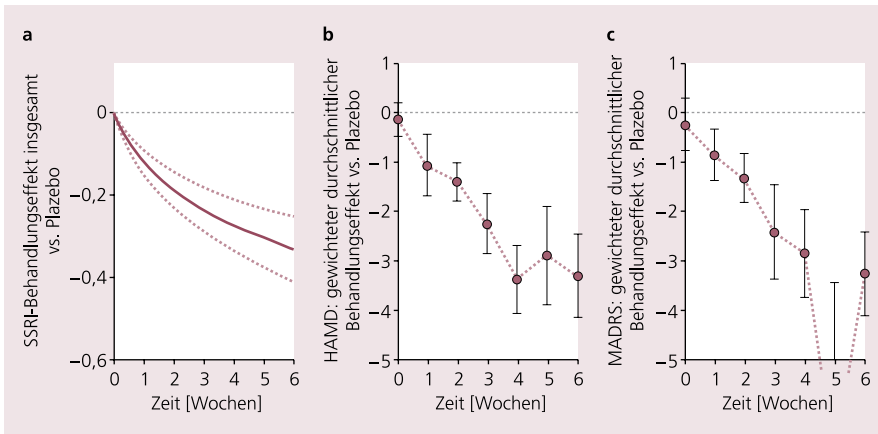 a
SSRI-Behandlungseffekt insgesamt
vs. Plazebo
0
−0,2
−0,4
−0,6
0 1 2 3 4 5 6
Zeit [Wochen]
b
HAMD: gewichteter durchschnittlicher
Behandlungseffekt vs. Plazebo
1
0
−1
−2
−3
−4
−5
0 1 2 3 4 5 6
Zeit [Wochen]
c
MADRS: gewichteter durchschnittlicher
Behandlungseffekt vs. Plazebo
1
0
−1
−2
−3
−4
−5
0 1 2 3 4 5 6
Zeit [Wochen]